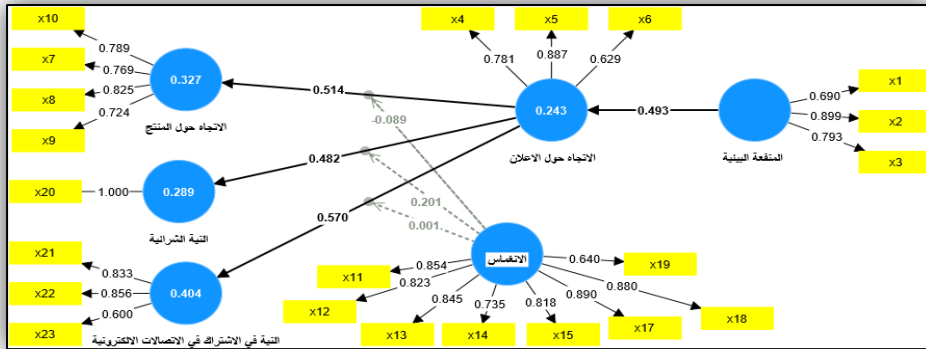 x10
x7
x8
x9
0.789
0.769
0.825
0.724
0.327
الاتجاه حول المنتج
x4
x5
x6
0.781
0.887
0.629
0.243
الاتجاه حول الاعلان
0.514
0.493
x1
x2
x3
0.690
0.899
0.793
المنفعة البينية
-0.089
0.482
0.201
0.001
0.570
x20
1.000
0.289
النية الشرائية
x21
x22
x23
0.833
0.856
0.600
0.404
النية في الاشتراك في الاتصالات الالكترونية
الانغماس
x11
x12
x13
x14
x15
x17
x18
x19
0.854
0.823
0.845
0.735
0.818
0.890
0.880
0.640